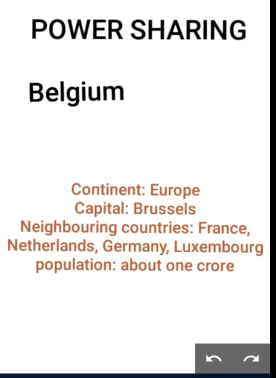 POWER SHARING
Belgium
Continent: Europe
Capital: Brussels
Neighbouring countries: France,
Netherlands, Germany, Luxembourg
population: about one crore